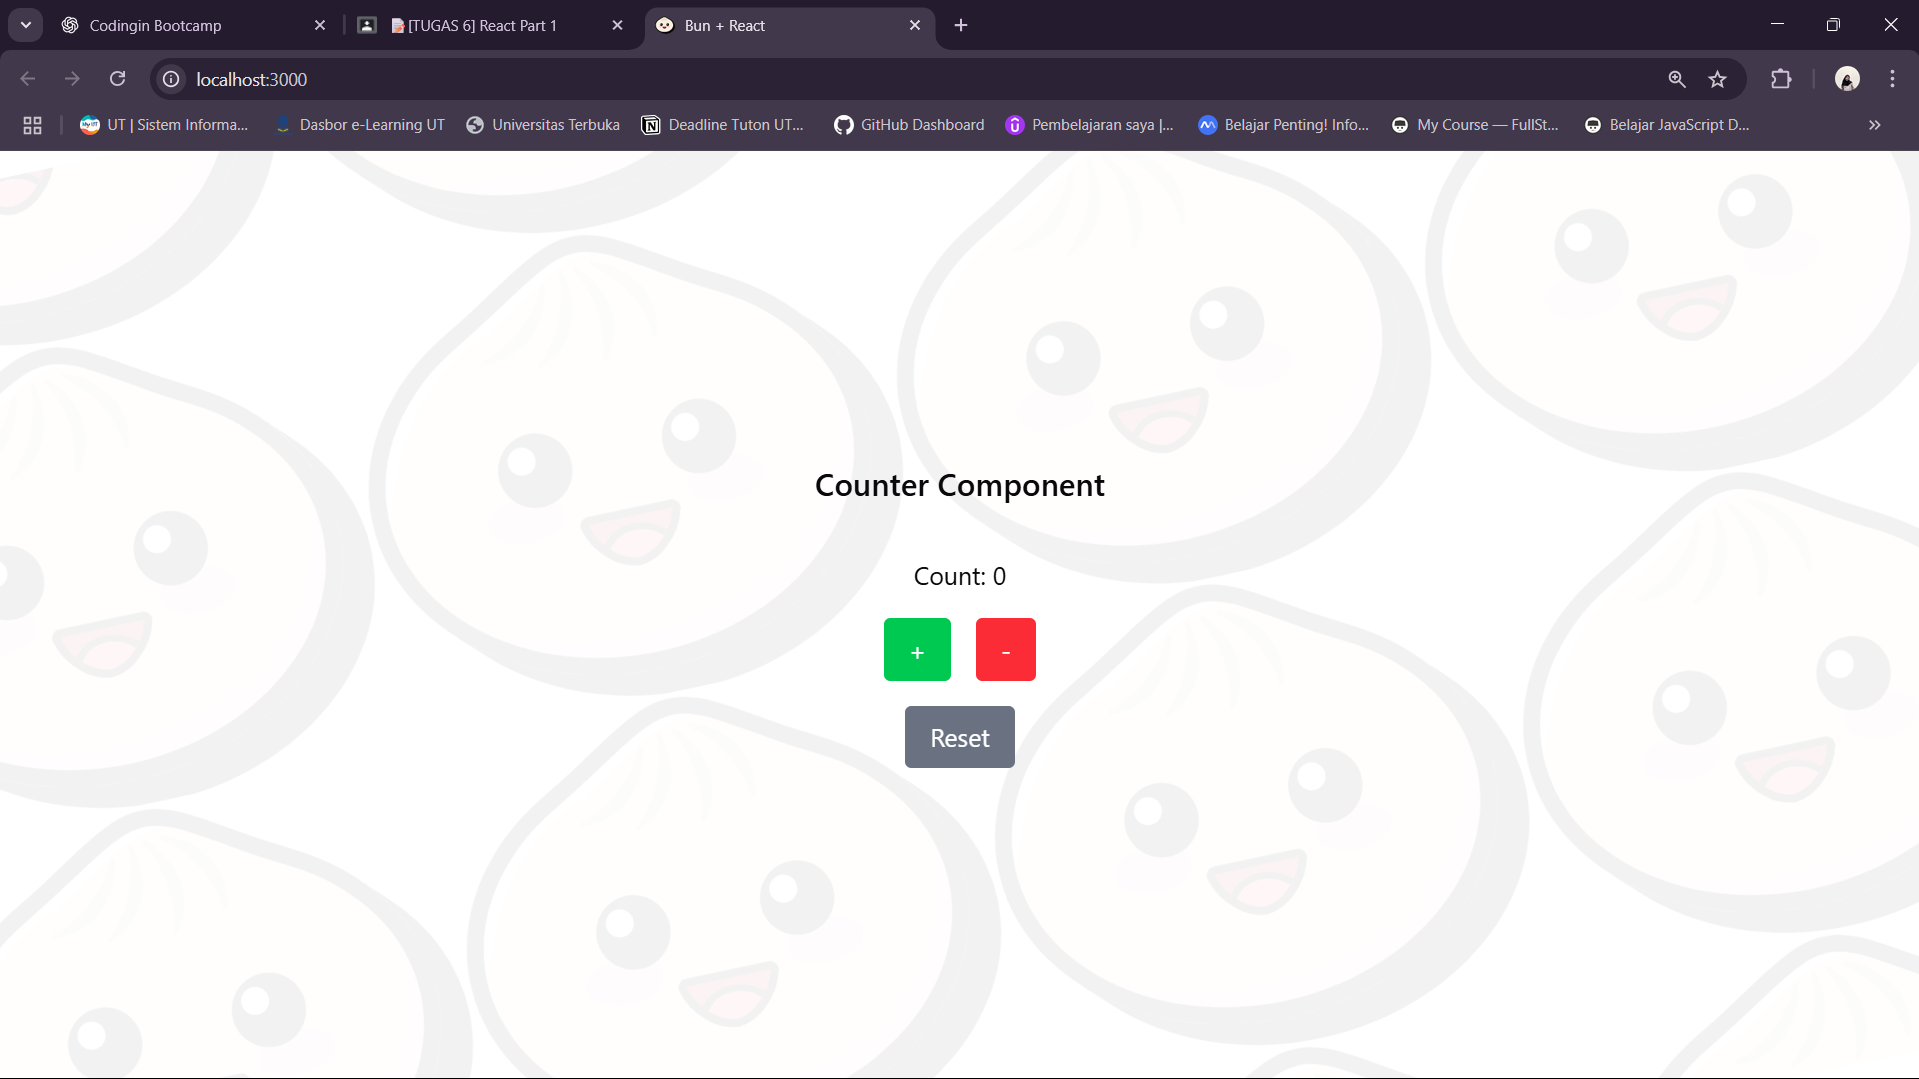 Codingin Bootcamp
[TUGAS 6] React Part 1
Bun + React
localhost:3000
UT | Sistem Informa...
Dasbor e-Learning UT
Universitas Terbuka
Deadline Tuton UT...
GitHub Dashboard
Pembelajaran saya |...
Belajar Penting! Info...
My Course — FullSt...
Belajar JavaScript D...
Counter Component
Count: 0
+
-
Reset